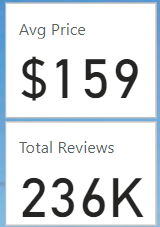 Avg Price
$159
Total Reviews
236K